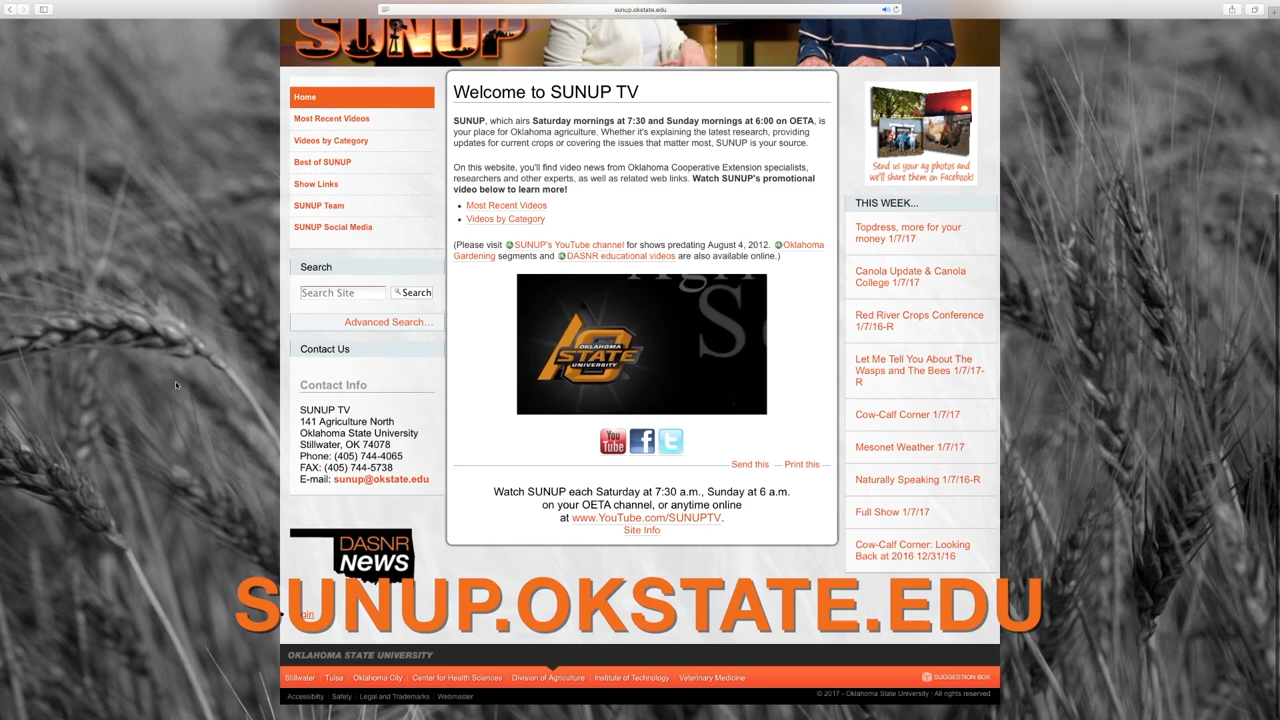 sunup.okstate.edu
SUNUP
Home
Most Recent Videos
Videos by Category
Best of SUNUP
Show Links
SUNUP Team
SUNUP Social Media
Search
Search Site
Search
Advanced Search…
Contact Us
Contact Info
SUNUP TV
141 Agriculture North
Oklahoma State University
Stillwater, OK 74078
Phone: (405) 744-4065
FAX: (405) 744-5738
E-mail: sunup@okstate.edu
DASNR
NEWS
Welcome to SUNUP TV
SUNUP, which airs Saturday mornings at 7:30 and Sunday mornings at 6:00 on OETA, is
your place for Oklahoma agriculture. Whether it's explaining the latest research, providing
updates for current crops or covering the issues that matter most, SUNUP is your source.
On this website, you'll find video news from Oklahoma Cooperative Extension specialists,
researchers and other experts, as well as related web links. Watch SUNUP's promotional
video below to learn more!
• Most Recent Videos
• Videos by Category
(Please visit SUNUP's YouTube channel for shows predating August 4, 2012. Oklahoma
Gardening segments and DASNR educational videos are also available online.)
OKLAHOMA
STATE
UNIVERSITY
You
Tube
Send this — Print this —
Watch SUNUP each Saturday at 7:30 a.m., Sunday at 6 a.m.
on your OETA channel, or anytime online
at www.YouTube.com/SUNUPTV.
Site Info
Send us your ag photos and
we'll share them on Facebook!
THIS WEEK...
Topdress, more for your
money 1/7/17
Canola Update & Canola
College 1/7/17
Red River Crops Conference
1/7/16-R
Let Me Tell You About The
Wasps and The Bees 1/7/17-
R
Cow-Calf Corner 1/7/17
Mesonet Weather 1/7/17
Naturally Speaking 1/7/16-R
Full Show 1/7/17
Cow-Calf Corner: Looking
Back at 2016 12/31/16
SUNUP.OKSTATE.EDU
OKLAHOMA STATE UNIVERSITY
Stillwater | Tulsa | Oklahoma City | Center for Health Sciences | Division of Agriculture | Institute of Technology | Veterinary Medicine
SUGGESTION BOX
Accessibility | Safety | Legal and Trademarks | Webmaster
© 2017 - Oklahoma State University | All rights reserved